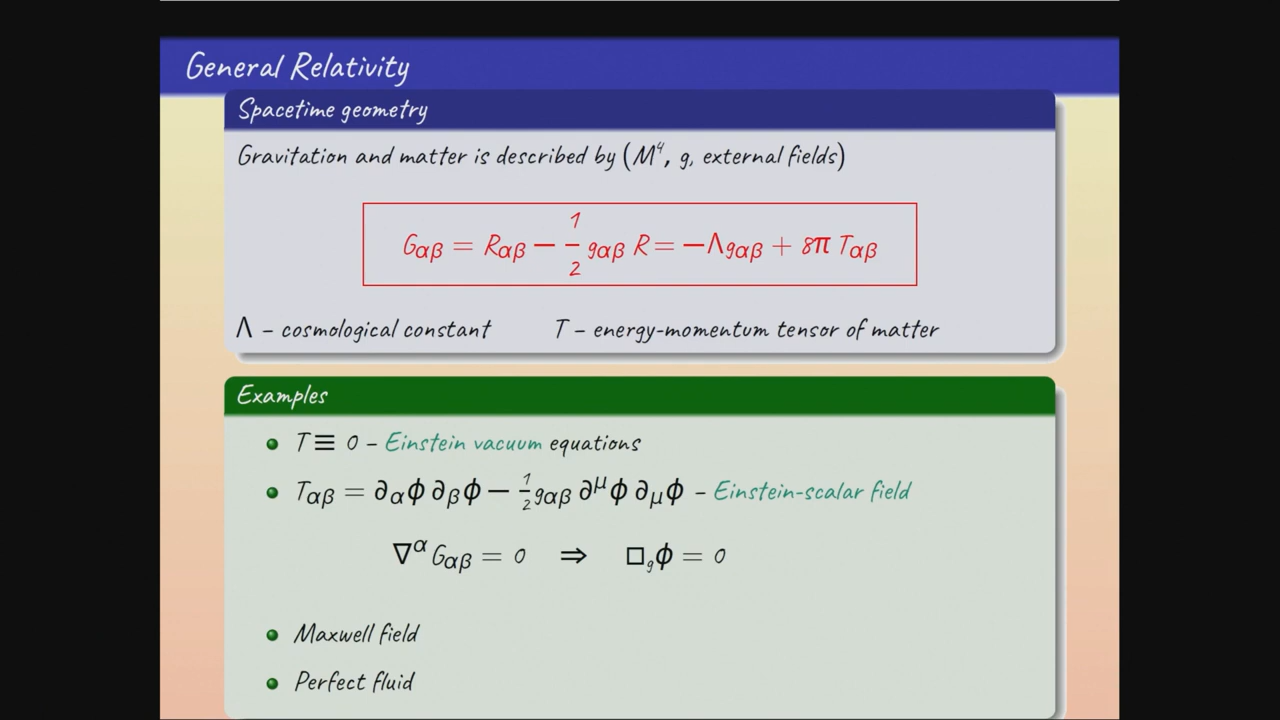 General Relativity
Spacetime geometry
Gravitation and matter is described by (M⁴, g, external fields)
Gαβ = Rαβ − 1/2 gαβ R = −Λgαβ + 8π Tαβ
Λ – cosmological constant T – energy-momentum tensor of matter
Examples
T ≡ 0 – Einstein vacuum equations
Tαβ = ∂αϕ ∂βϕ − 1/2 gαβ ∂^μϕ ∂μϕ – Einstein-scalar field
∇^α Gαβ = 0 ⇒ □gϕ = 0
Maxwell field
Perfect fluid